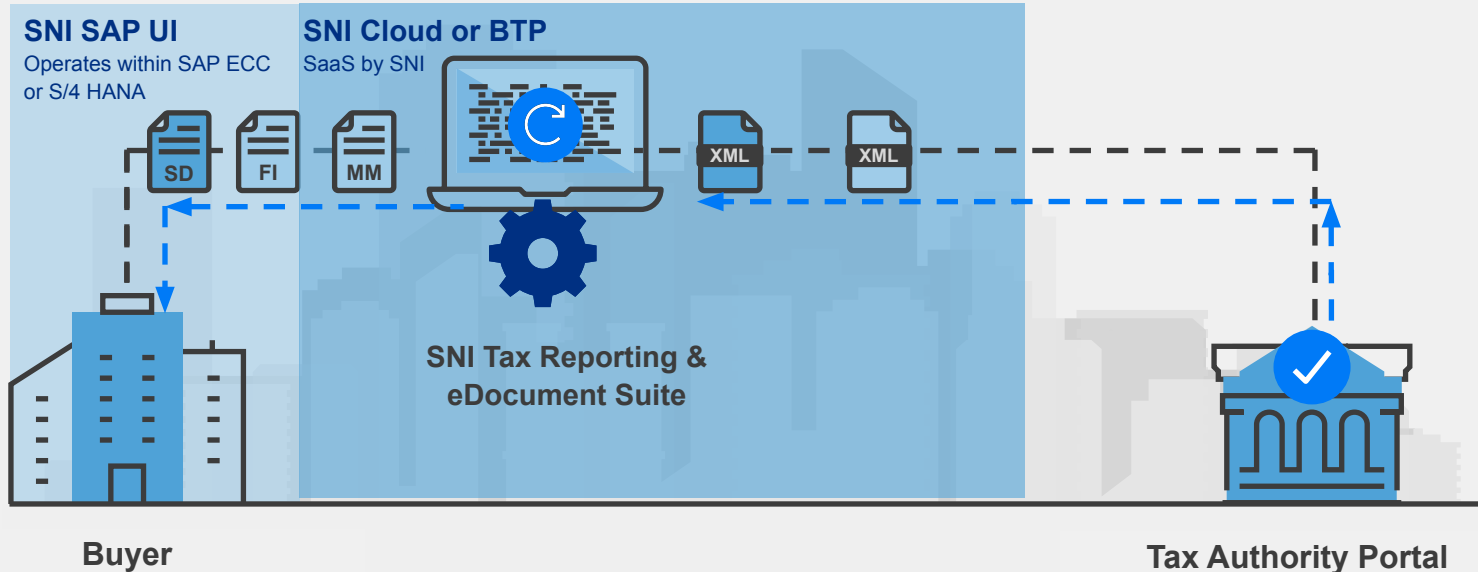 SNI SAP UI
Operates within SAP ECC
or S/4 HANA
SNI Cloud or BTP
SaaS by SNI
SD
FI
MM
XML
XML
SNI Tax Reporting &
eDocument Suite
Buyer
Tax Authority Portal